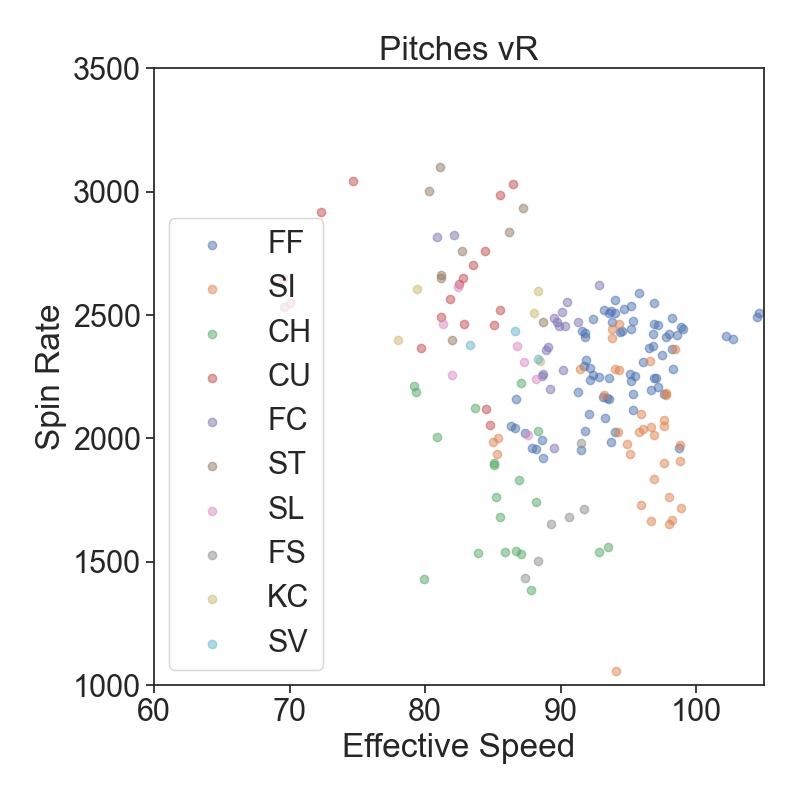 Pitches vR
3500
3000
2500
2000
1500
1000
Spin Rate
FF
SI
CH
CU
FC
ST
SL
FS
KC
SV
60 70 80 90 100
Effective Speed